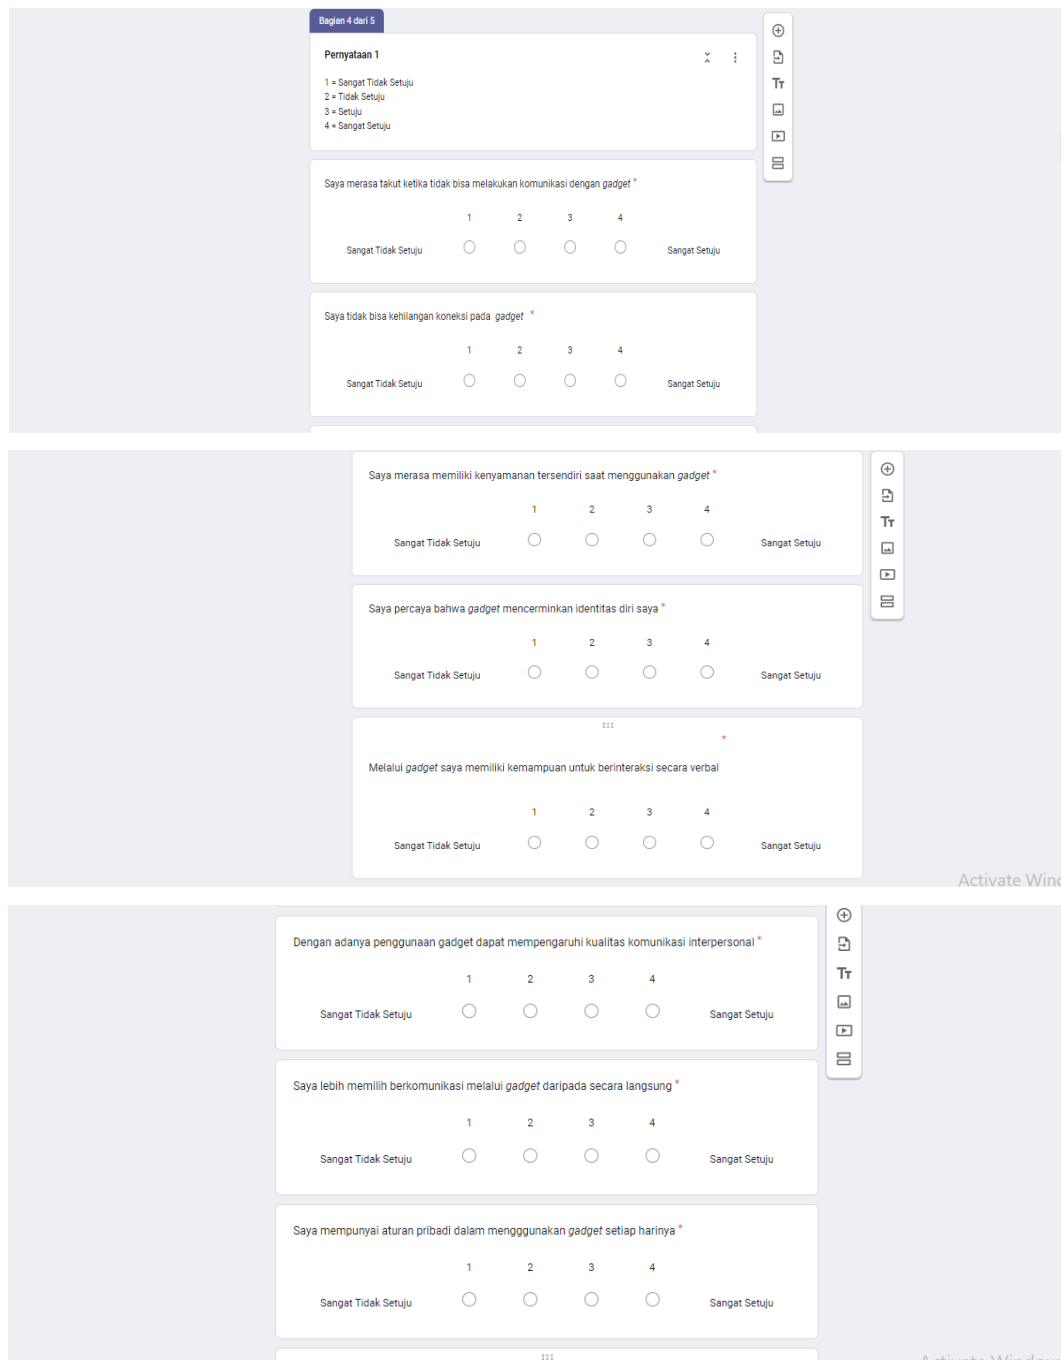 Bagian 4 dari 5
Pernyataan 1
1 = Sangat Tidak Setuju
2 = Tidak Setuju
3 = Setuju
4 = Sangat Setuju
Saya merasa takut ketika tidak bisa melakukan komunikasi dengan gadget *
1 2 3 4
Sangat Tidak Setuju Sangat Setuju
Saya tidak bisa kehilangan koneksi pada gadget *
1 2 3 4
Sangat Tidak Setuju Sangat Setuju
Saya merasa memiliki kenyamanan tersendiri saat menggunakan gadget *
1 2 3 4
Sangat Tidak Setuju Sangat Setuju
Saya percaya bahwa gadget mencerminkan identitas diri saya *
1 2 3 4
Sangat Tidak Setuju Sangat Setuju
*
Melalui gadget saya memiliki kemampuan untuk berinteraksi secara verbal
1 2 3 4
Sangat Tidak Setuju Sangat Setuju
Activate Wind
Dengan adanya penggunaan gadget dapat mempengaruhi kualitas komunikasi interpersonal *
1 2 3 4
Sangat Tidak Setuju Sangat Setuju
Saya lebih memilih berkomunikasi melalui gadget daripada secara langsung *
1 2 3 4
Sangat Tidak Setuju Sangat Setuju
Saya mempunyai aturan pribadi dalam mengggunakan gadget setiap harinya *
1 2 3 4
Sangat Tidak Setuju Sangat Setuju
Activate Window